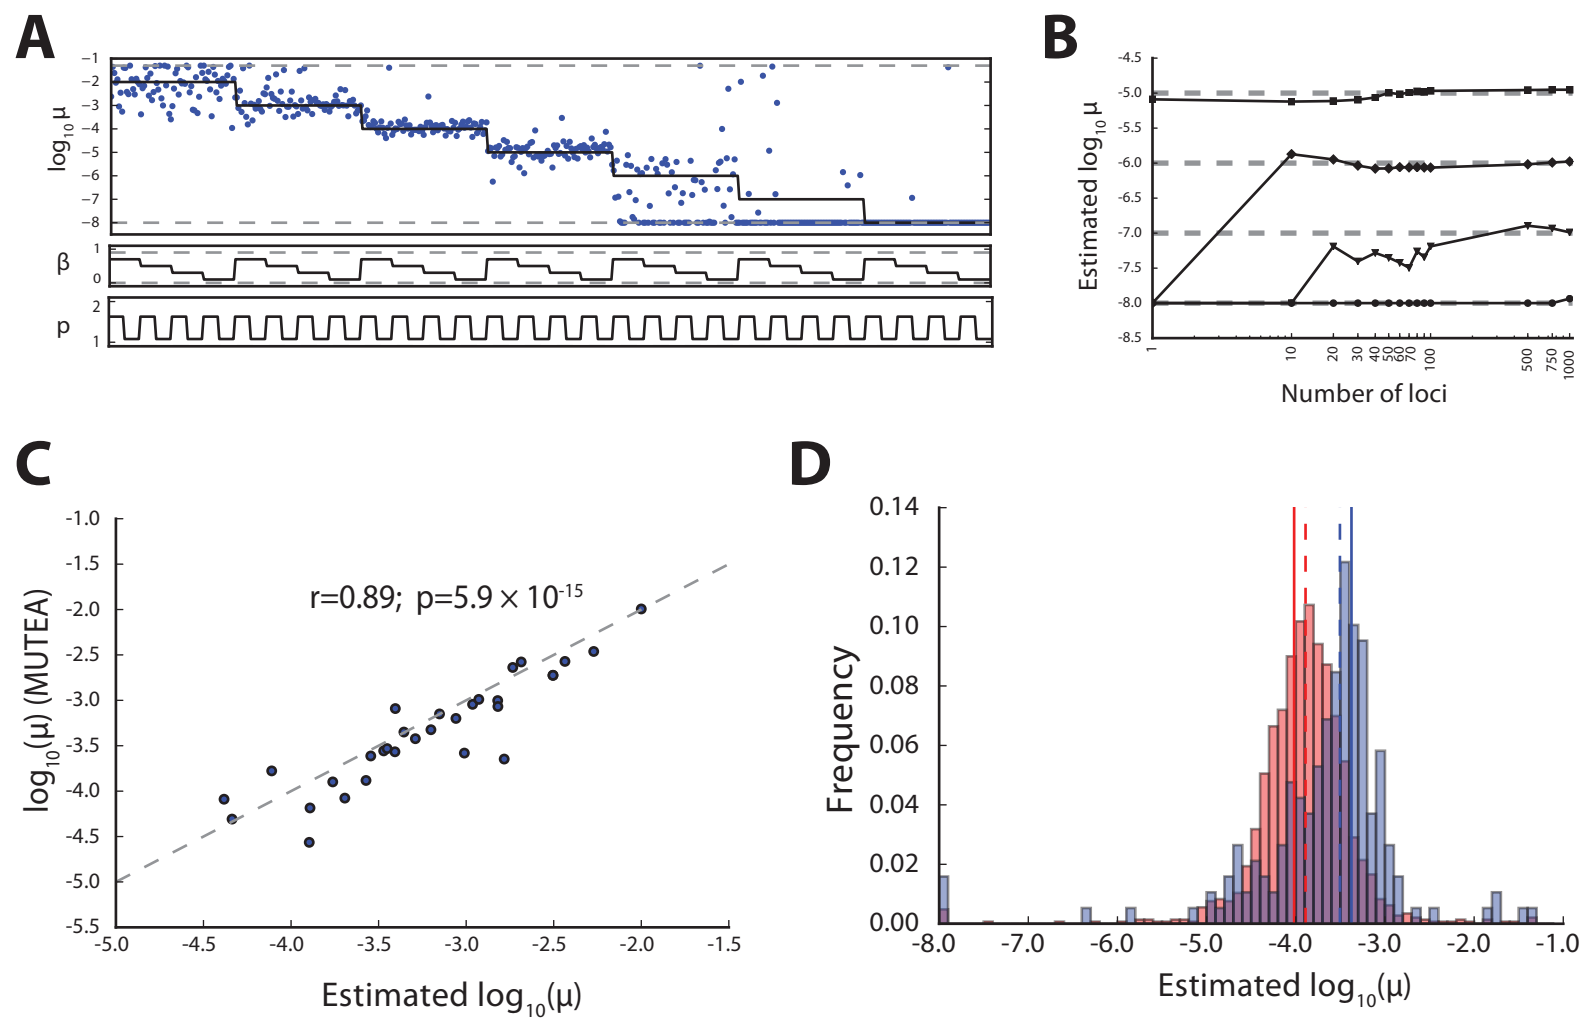 A
−1
−2
−3
−4
−5
−6
−7
−8
log10 μ
1
0
β
2
1
p
B
-4.5
-5.0
-5.5
-6.0
-6.5
-7.0
-7.5
-8.0
-8.5
Estimated log10 μ
1 10 20 30 40 50 60 70 100 500 750 1000
Number of loci
C
-1.0
-1.5
-2.0
-2.5
-3.0
-3.5
-4.0
-4.5
-5.0
-5.5
log10(μ) (MUTEA)
r=0.89; p=5.9 × 10-15
-5.0 -4.5 -4.0 -3.5 -3.0 -2.5 -2.0 -1.5
Estimated log10(μ)
D
0.14
0.12
0.10
0.08
0.06
0.04
0.02
0.00
Frequency
-8.0 -7.0 -6.0 -5.0 -4.0 -3.0 -2.0 -1.0
Estimated log10(μ)